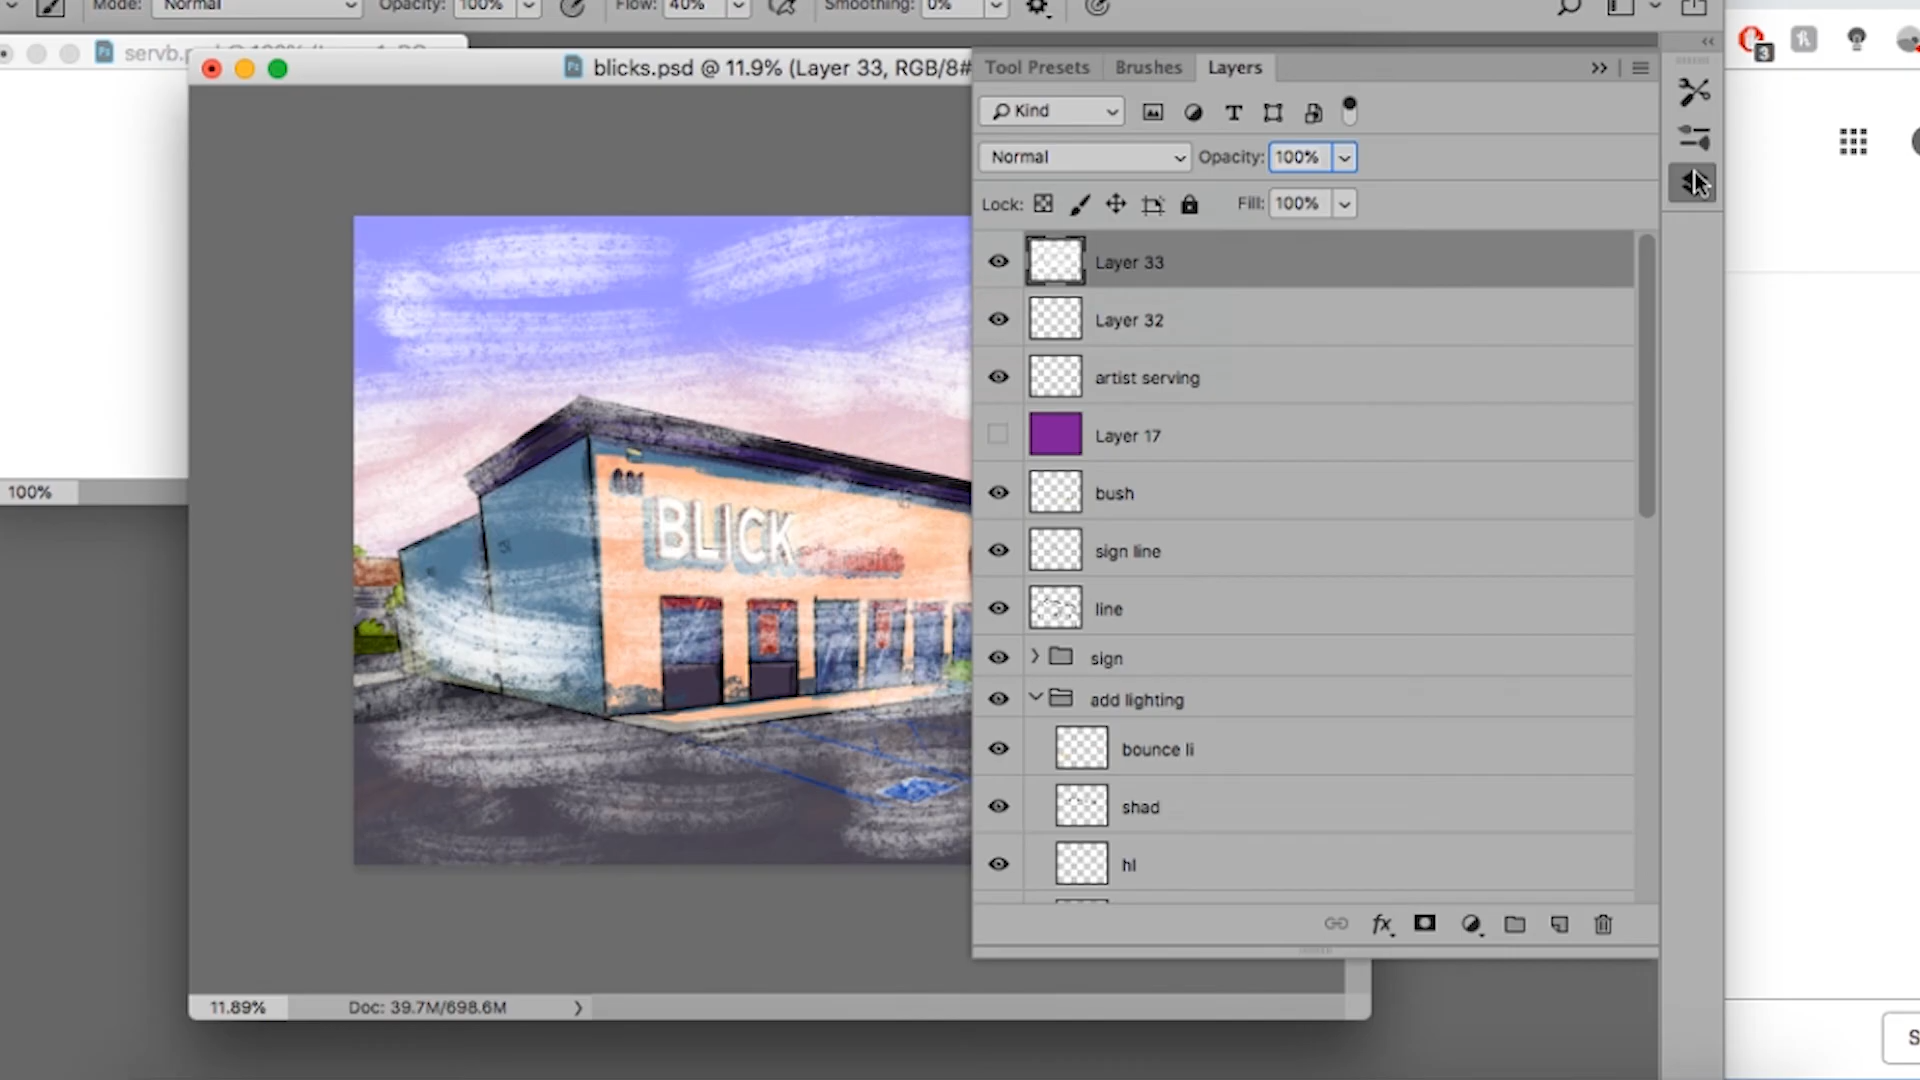 Mode: Normal Opacity: 100% Flow: 40% Smoothing: 0%
servb.p
blicks.psd @ 11.9% (Layer 33, RGB/8#
Tool Presets Brushes Layers
3
Kind
Normal Opacity: 100%
Lock: Fill: 100%
Layer 33
Layer 32
artist serving
Layer 17
bush
sign line
line
sign
add lighting
bounce li
shad
hl
fx
100%
BLICK
11.89% Doc: 39.7M/698.6M
S